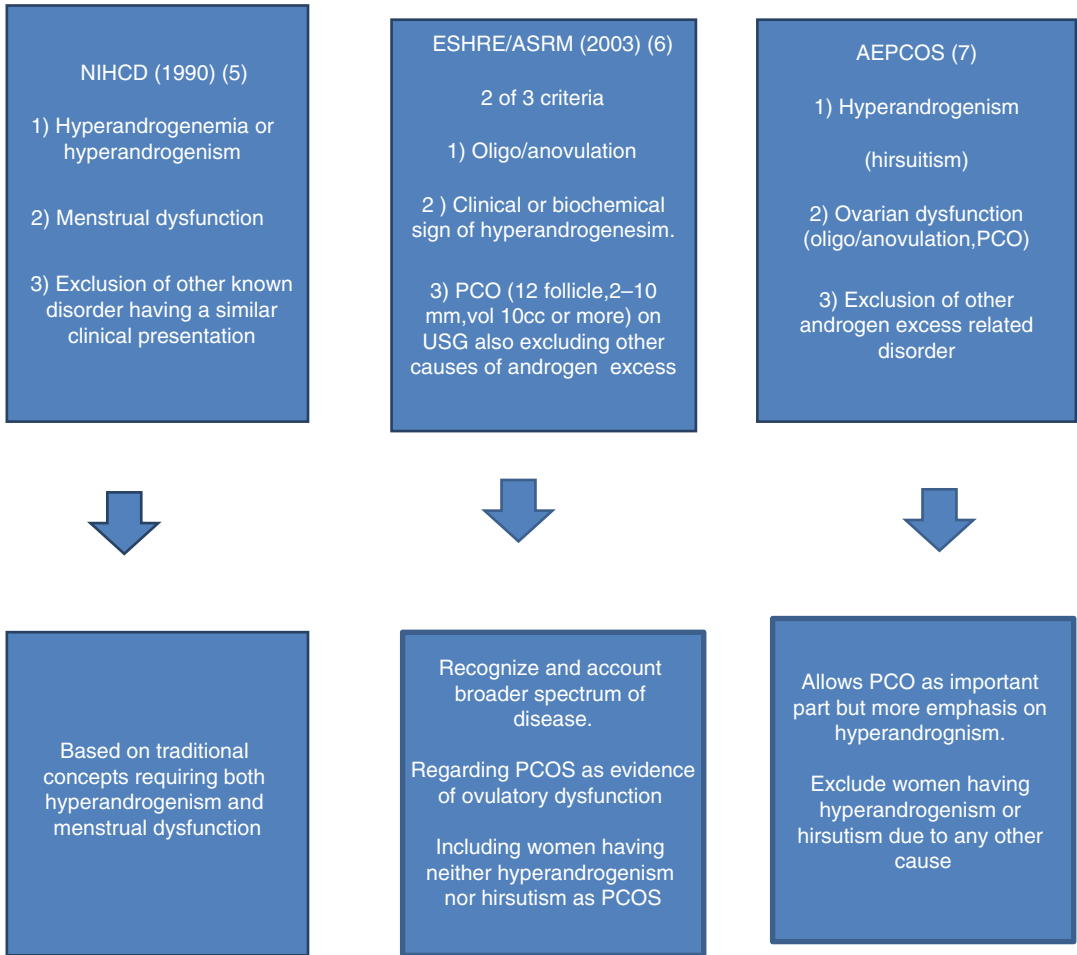 NIHCD (1990) (5)
1) Hyperandrogenemia or
hyperandrogenism
2) Menstrual dysfunction
3) Exclusion of other known
disorder having a similar
clinical presentation
ESHRE/ASRM (2003) (6)
2 of 3 criteria
1) Oligo/anovulation
2 ) Clinical or biochemical
sign of hyperandrogenesim.
3) PCO (12 follicle,2–10
mm,vol 10cc or more) on
USG also excluding other
causes of androgen excess
AEPCOS (7)
1) Hyperandrogenism
(hirsuitism)
2) Ovarian dysfunction
(oligo/anovulation,PCO)
3) Exclusion of other
androgen excess related
disorder
Based on traditional
concepts requiring both
hyperandrogenism and
menstrual dysfunction
Recognize and account
broader spectrum of
disease.
Regarding PCOS as evidence
of ovulatory dysfunction
Including women having
neither hyperandrogenism
nor hirsutism as PCOS
Allows PCO as important
part but more emphasis on
hyperandrognism.
Exclude women having
hyperandrogenism or
hirsutism due to any other
cause